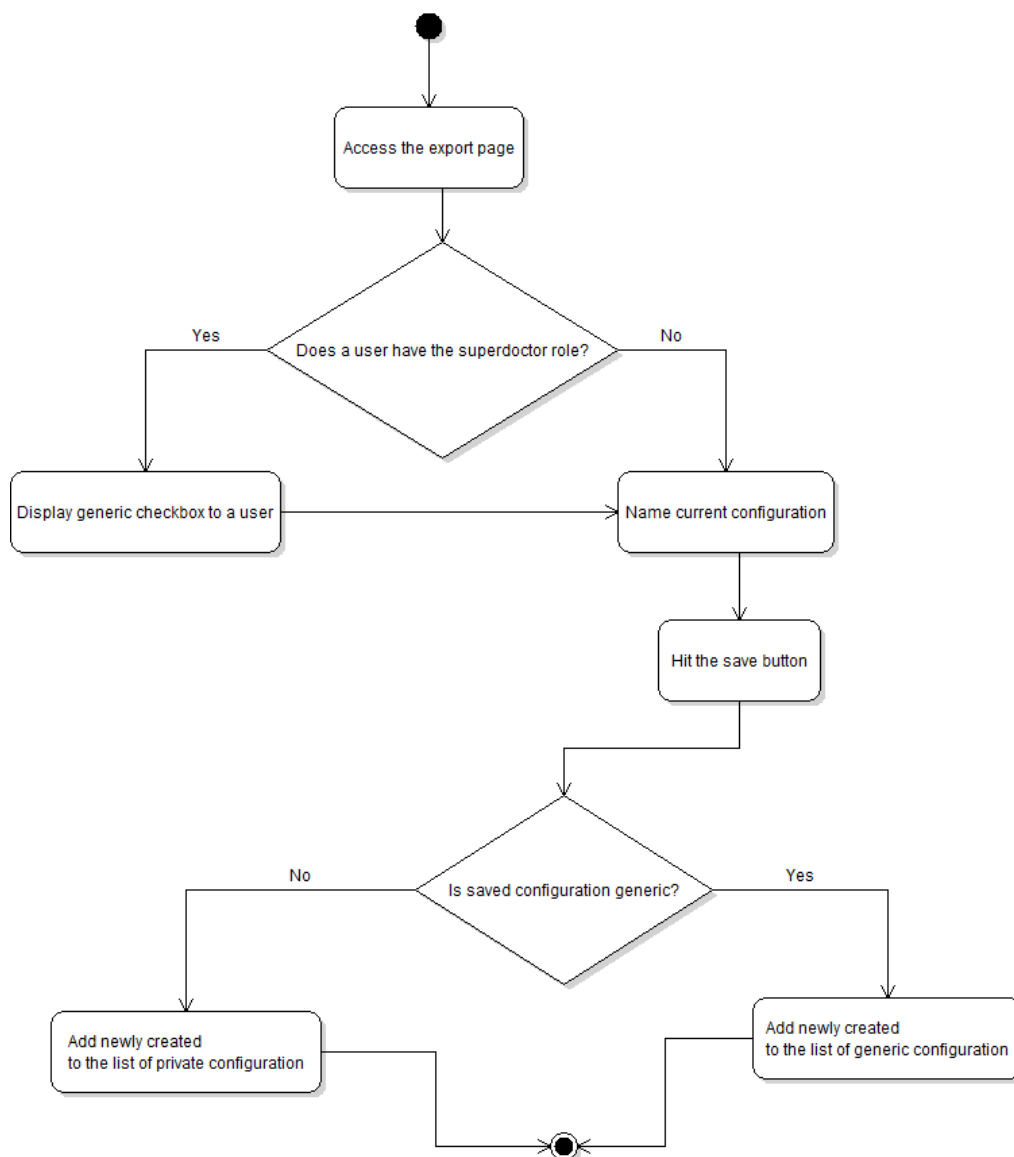 Access the export page
Yes
No
Does a user have the superdoctor role?
Display generic checkbox to a user
Name current configuration
Hit the save button
No
Yes
Is saved configuration generic?
Add newly created
to the list of private configuration
Add newly created
to the list of generic configuration